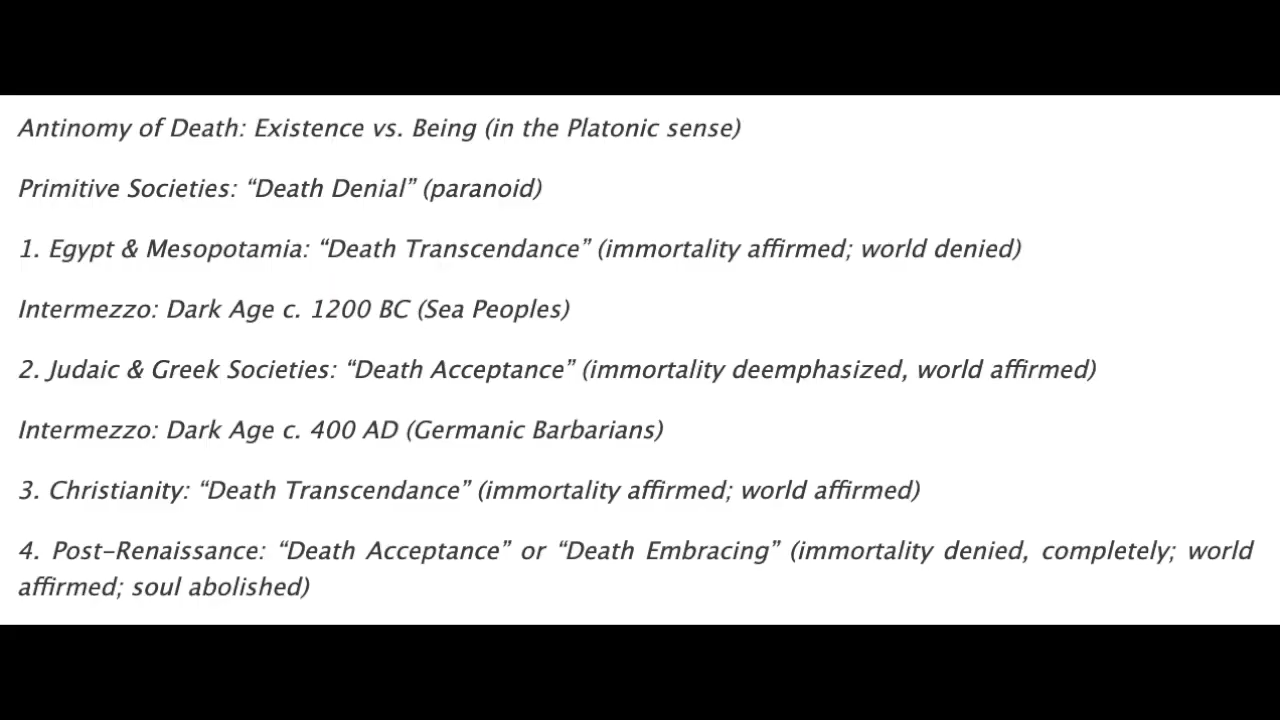 Antinomy of Death: Existence vs. Being (in the Platonic sense)
Primitive Societies: “Death Denial” (paranoid)
1. Egypt & Mesopotamia: “Death Transcendance” (immortality affirmed; world denied)
Intermezzo: Dark Age c. 1200 BC (Sea Peoples)
2. Judaic & Greek Societies: “Death Acceptance” (immortality deemphasized, world affirmed)
Intermezzo: Dark Age c. 400 AD (Germanic Barbarians)
3. Christianity: “Death Transcendance” (immortality affirmed; world affirmed)
4. Post-Renaissance: “Death Acceptance” or “Death Embracing” (immortality denied, completely; world
affirmed; soul abolished)